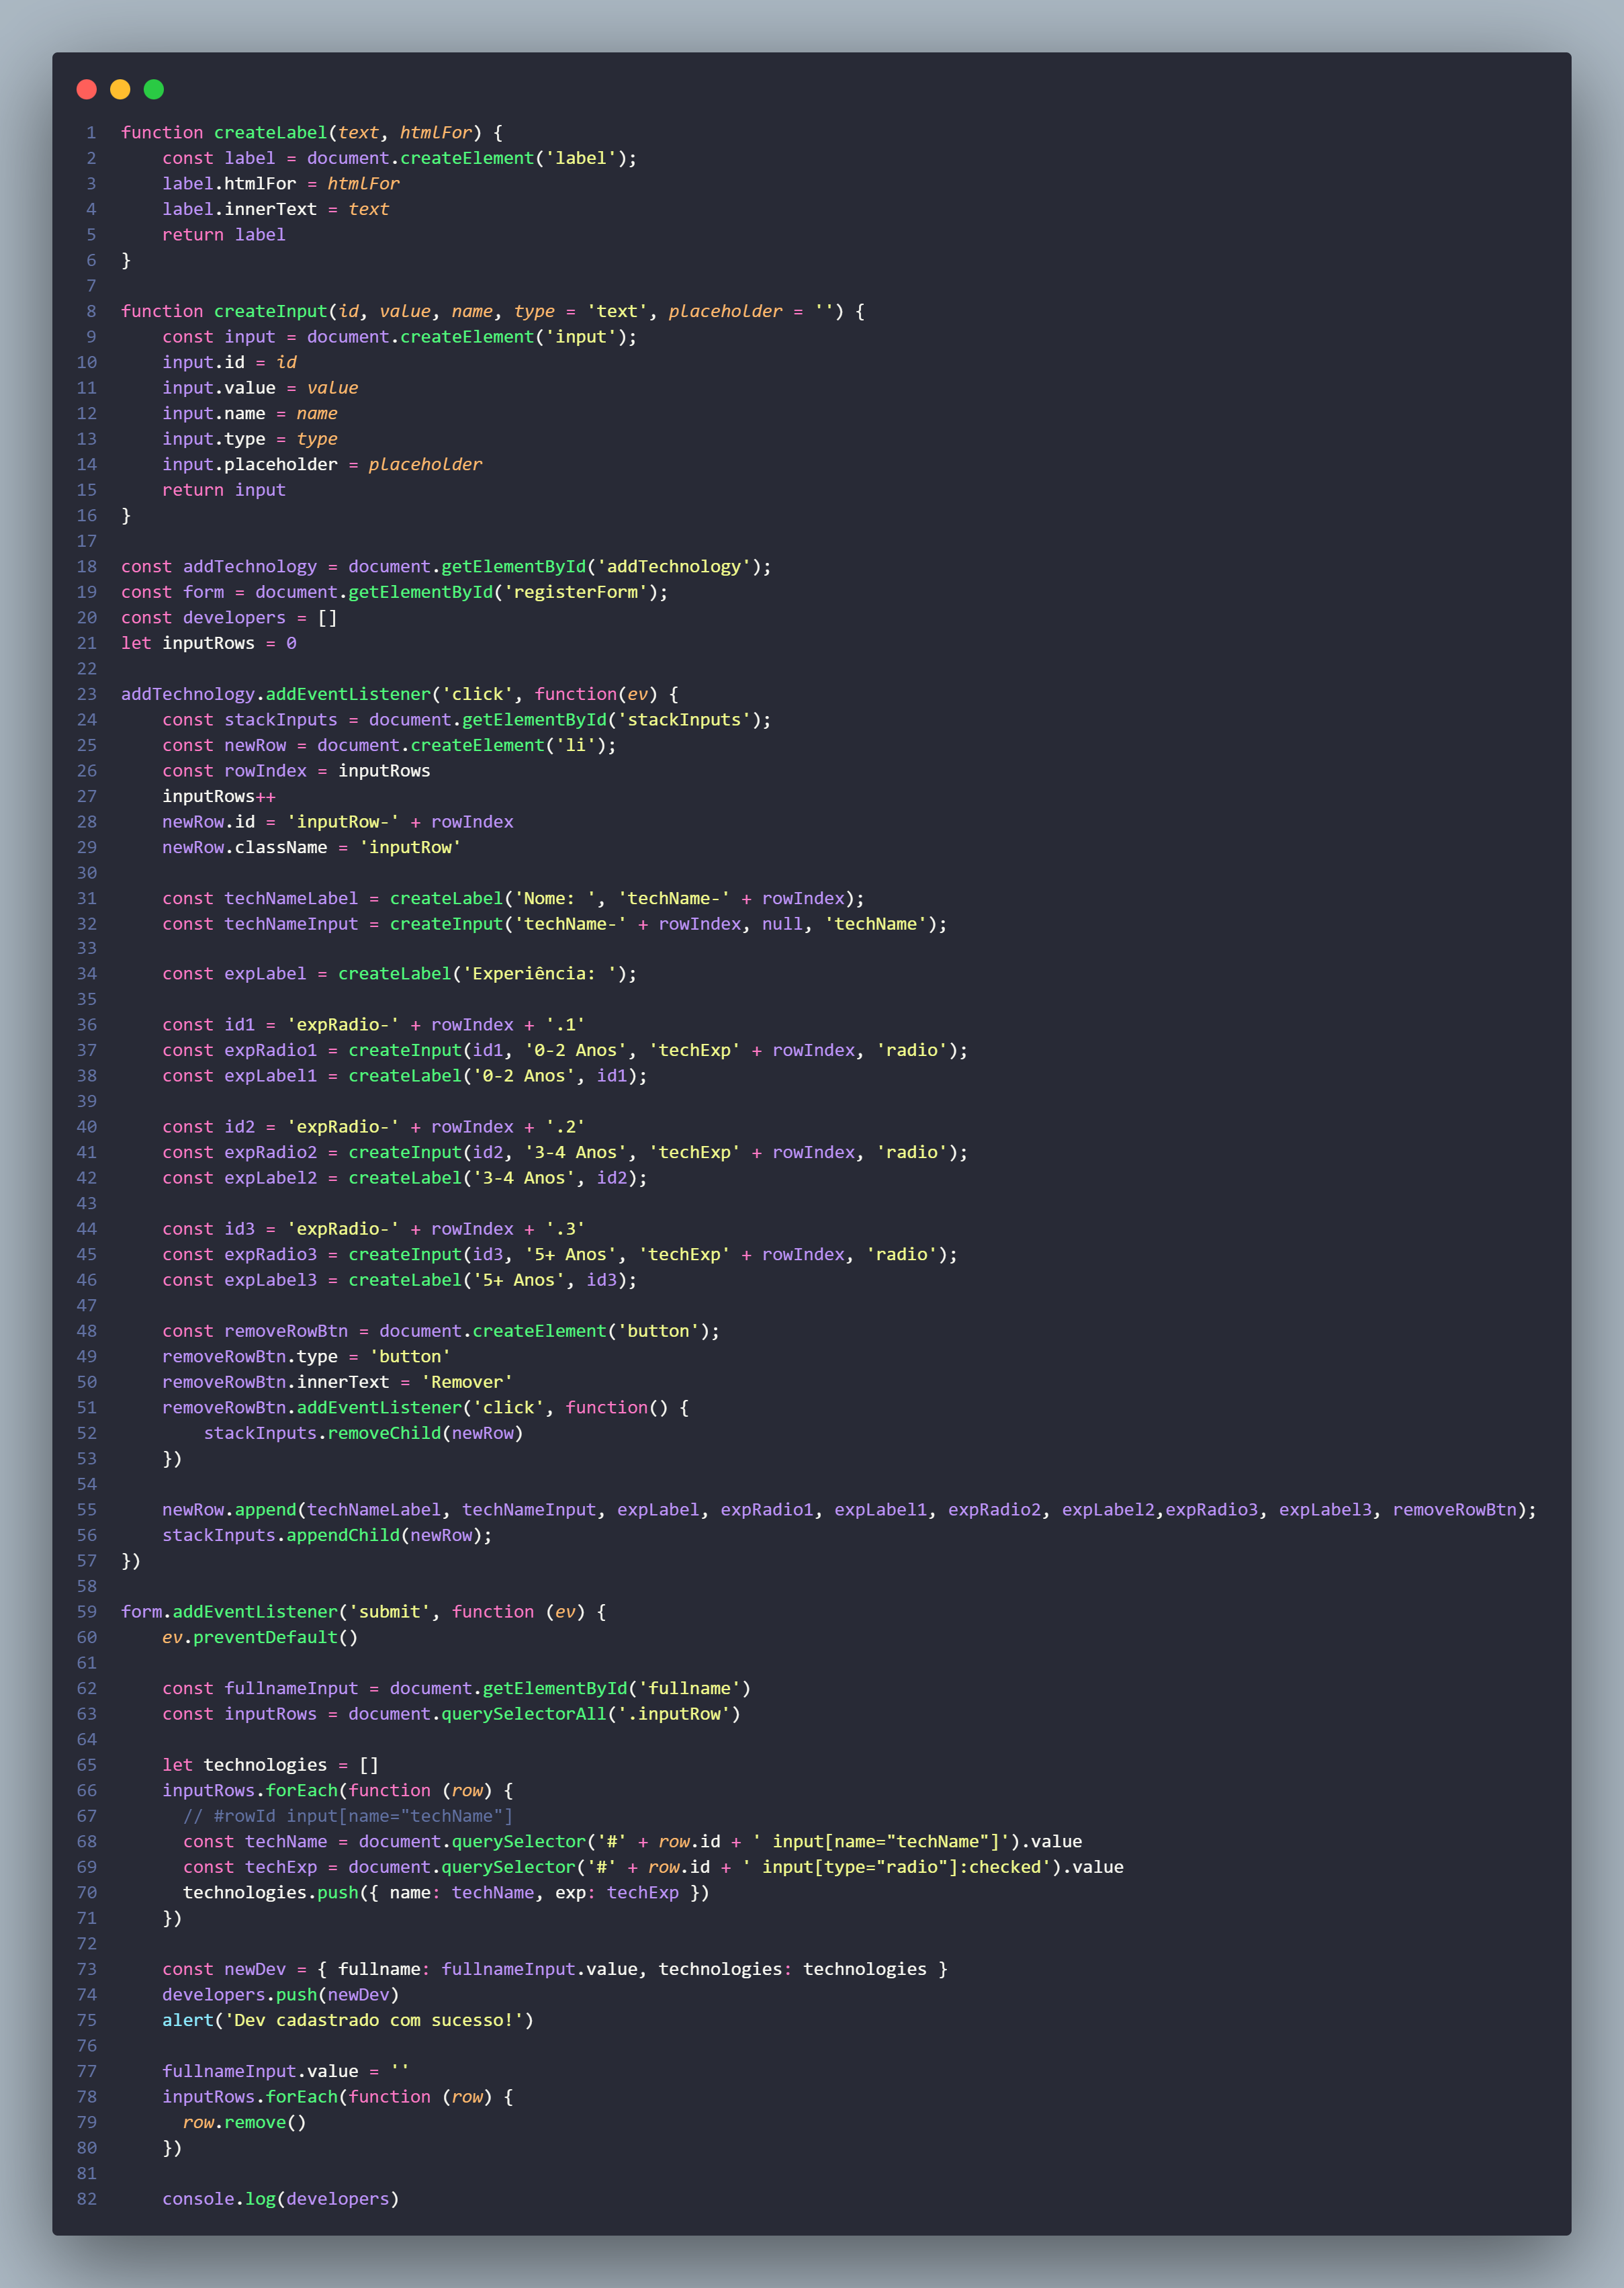 1 function createLabel(text, htmlFor) {
2     const label = document.createElement('label');
3     label.htmlFor = htmlFor
4     label.innerText = text
5     return label
6 }
7
8 function createInput(id, value, name, type = 'text', placeholder = '') {
9     const input = document.createElement('input');
10     input.id = id
11     input.value = value
12     input.name = name
13     input.type = type
14     input.placeholder = placeholder
15     return input
16 }
17
18 const addTechnology = document.getElementById('addTechnology');
19 const form = document.getElementById('registerForm');
20 const developers = []
21 let inputRows = 0
22
23 addTechnology.addEventListener('click', function(ev) {
24     const stackInputs = document.getElementById('stackInputs');
25     const newRow = document.createElement('li');
26     const rowIndex = inputRows
27     inputRows++
28     newRow.id = 'inputRow-' + rowIndex
29     newRow.className = 'inputRow'
30
31     const techNameLabel = createLabel('Nome: ', 'techName-' + rowIndex);
32     const techNameInput = createInput('techName-' + rowIndex, null, 'techName');
33
34     const expLabel = createLabel('Experiência: ');
35
36     const id1 = 'expRadio-' + rowIndex + '.1'
37     const expRadio1 = createInput(id1, '0-2 Anos', 'techExp' + rowIndex, 'radio');
38     const expLabel1 = createLabel('0-2 Anos', id1);
39
40     const id2 = 'expRadio-' + rowIndex + '.2'
41     const expRadio2 = createInput(id2, '3-4 Anos', 'techExp' + rowIndex, 'radio');
42     const expLabel2 = createLabel('3-4 Anos', id2);
43
44     const id3 = 'expRadio-' + rowIndex + '.3'
45     const expRadio3 = createInput(id3, '5+ Anos', 'techExp' + rowIndex, 'radio');
46     const expLabel3 = createLabel('5+ Anos', id3);
47
48     const removeRowBtn = document.createElement('button');
49     removeRowBtn.type = 'button'
50     removeRowBtn.innerText = 'Remover'
51     removeRowBtn.addEventListener('click', function() {
52         stackInputs.removeChild(newRow)
53     })
54
55     newRow.append(techNameLabel, techNameInput, expLabel, expRadio1, expLabel1, expRadio2, expLabel2,expRadio3, expLabel3, removeRowBtn);
56     stackInputs.appendChild(newRow);
57 })
58
59 form.addEventListener('submit', function (ev) {
60     ev.preventDefault()
61
62     const fullnameInput = document.getElementById('fullname')
63     const inputRows = document.querySelectorAll('.inputRow')
64
65     let technologies = []
66     inputRows.forEach(function (row) {
67       // #rowId input[name="techName"]
68       const techName = document.querySelector('#' + row.id + ' input[name="techName"]').value
69       const techExp = document.querySelector('#' + row.id + ' input[type="radio"]:checked').value
70       technologies.push({ name: techName, exp: techExp })
71     })
72
73     const newDev = { fullname: fullnameInput.value, technologies: technologies }
74     developers.push(newDev)
75     alert('Dev cadastrado com sucesso!')
76
77     fullnameInput.value = ''
78     inputRows.forEach(function (row) {
79       row.remove()
80     })
81
82     console.log(developers)